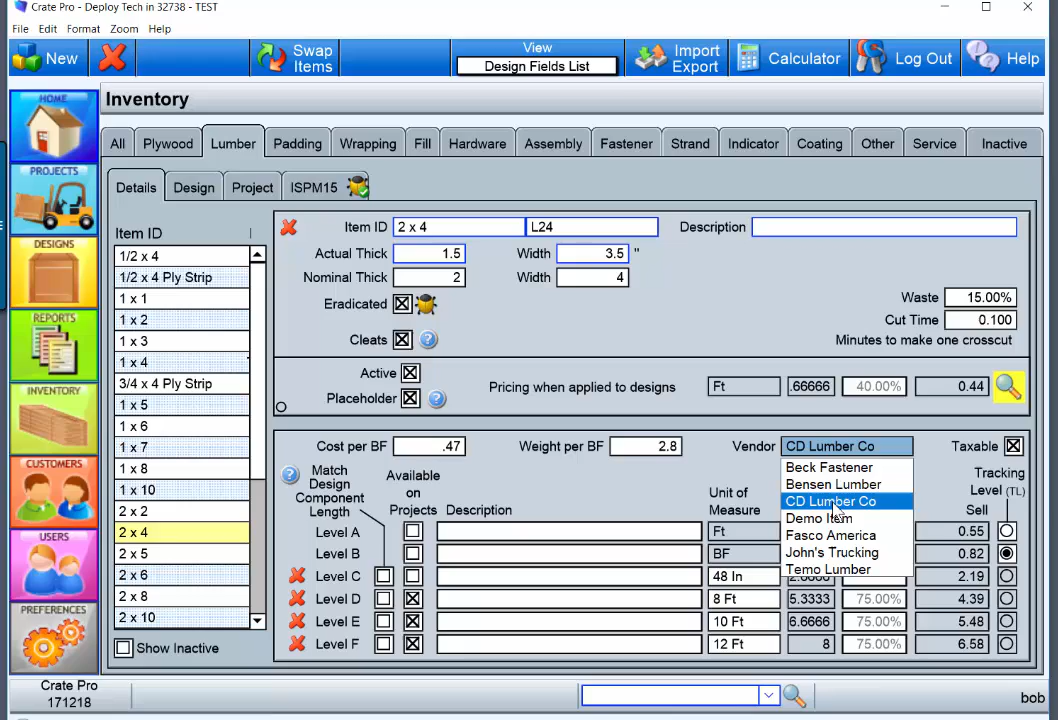 Crate Pro - Deploy Tech in 32738 - TEST
File Edit Format Zoom Help
New
Swap Items
View
Design Fields List
Import Export
Calculator
Log Out
Help
HOME
PROJECTS
DESIGNS
REPORTS
INVENTORY
CUSTOMERS
USERS
PREFERENCES
Inventory
All Plywood Lumber Padding Wrapping Fill Hardware Assembly Fastener Strand Indicator Coating Other Service Inactive
Details Design Project ISPM15
Item ID
1/2 x 4
1/2 x 4 Ply Strip
1 x 1
1 x 2
1 x 3
1 x 4
3/4 x 4 Ply Strip
1 x 5
1 x 6
1 x 7
1 x 8
1 x 10
2 x 2
2 x 4
2 x 5
2 x 6
2 x 8
2 x 10
Show Inactive
Item ID 2 x 4 L24 Description
Actual Thick 1.5 Width 3.5 "
Nominal Thick 2 Width 4
Eradicated
Waste 15.00%
Cut Time 0.100
Cleats ?
Minutes to make one crosscut
Active
Pricing when applied to designs Ft .66666 40.00% 0.44
Placeholder ?
Cost per BF .47 Weight per BF 2.8 Vendor CD Lumber Co Taxable
Beck Fastener
Bensen Lumber
CD Lumber Co
Demo Item
Fasco America
John's Trucking
Temo Lumber
? Match Design Component Length
Available on Projects
Description
Unit of Measure
Tracking Level (TL)
Sell
Level A Ft 0.55
Level B BF 0.82
Level C 48 In 2.19
Level D 8 Ft 5.3333 75.00% 4.39
Level E 10 Ft 6.6666 75.00% 5.48
Level F 12 Ft 8 75.00% 6.58
Crate Pro
171218
bob